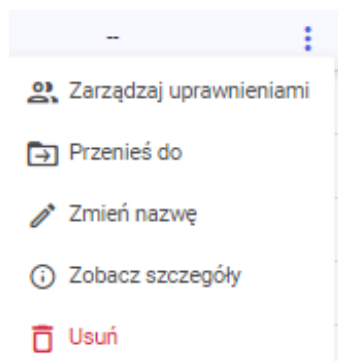 --
Zarządzaj uprawnieniami
Przenieś do
Zmień nazwę
Zobacz szczegóły
Usuń